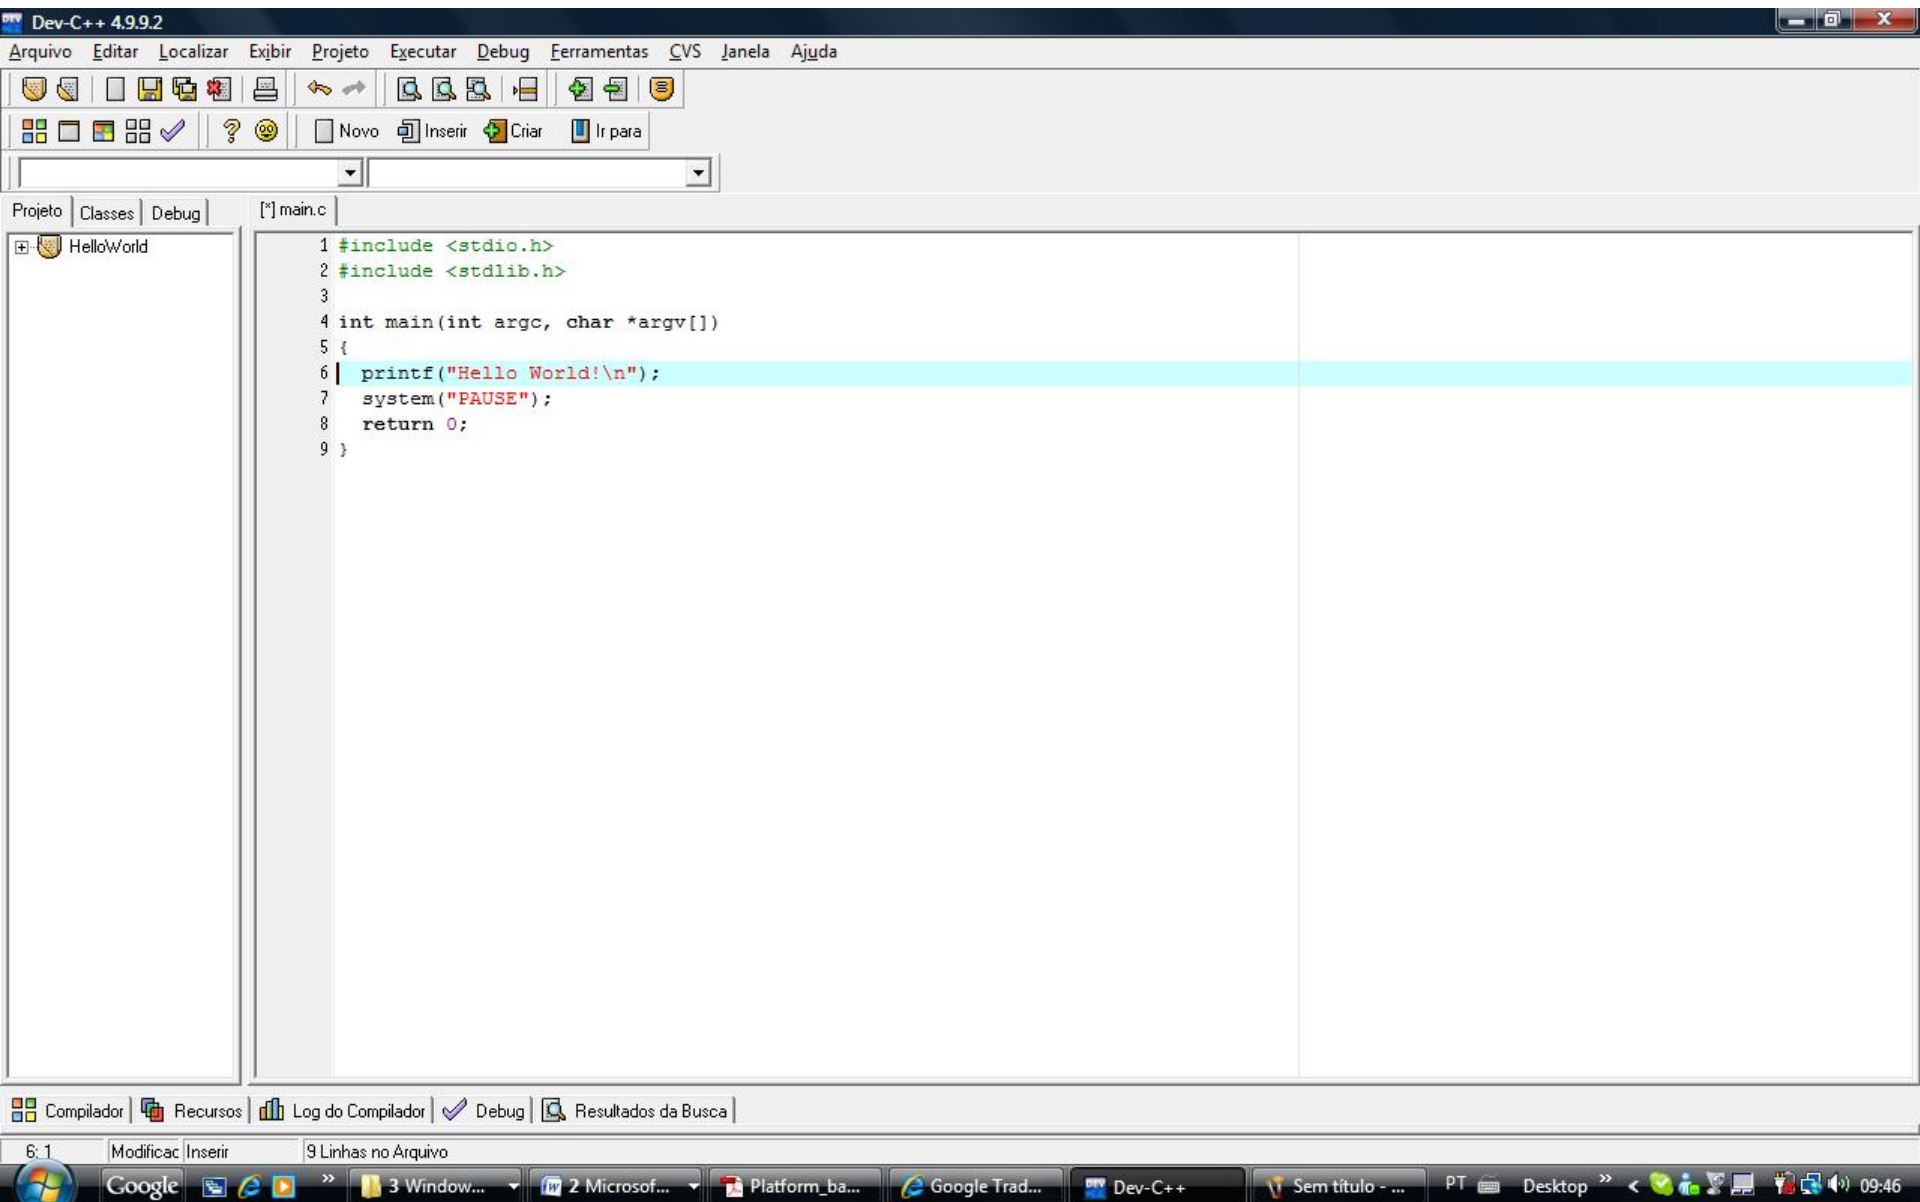 Dev-C++ 4.9.9.2
Arquivo Editar Localizar Exibir Projeto Executar Debug Ferramentas CVS Janela Ajuda
Novo Inserir Criar Ir para
Projeto Classes Debug [*] main.c
HelloWorld
1 #include <stdio.h>
2 #include <stdlib.h>
3
4 int main(int argc, char *argv[])
5 {
6 printf("Hello World!\n");
7 system("PAUSE");
8 return 0;
9 }
Compilador Recursos Log do Compilador Debug Resultados da Busca
6: 1 Modificac Inserir 9 Linhas no Arquivo
Google » 3 Window... 2 Microsof... Platform_ba... Google Trad... Dev-C++ Sem título - ... PT Desktop » < 09:46